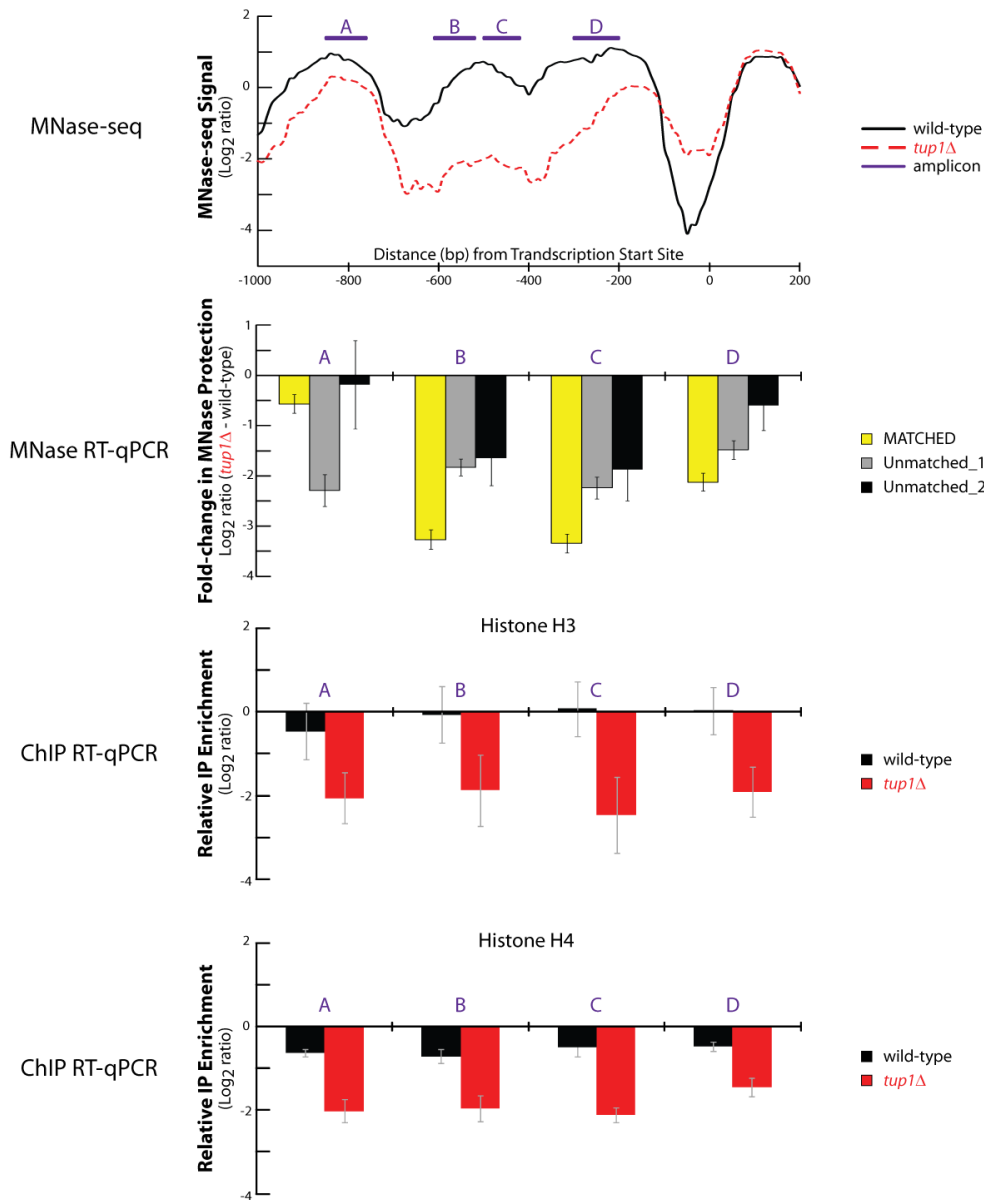 MNase-seq
MNase-seq Signal
(Log2 ratio)
2
0
-2
-4
A
B
C
D
Distance (bp) from Trandscription Start Site
-1000
-800
-600
-400
-200
0
200
wild-type
tup1Δ
amplicon
MNase RT-qPCR
Fold-change in MNase Protection
Log2 ratio (tup1Δ - wild-type)
1
0
-1
-2
-3
-4
A
B
C
D
MATCHED
Unmatched_1
Unmatched_2
Histone H3
ChIP RT-qPCR
Relative IP Enrichment
(Log2 ratio)
2
0
-2
-4
A
B
C
D
wild-type
tup1Δ
Histone H4
ChIP RT-qPCR
Relative IP Enrichment
(Log2 ratio)
2
0
-2
-4
A
B
C
D
wild-type
tup1Δ